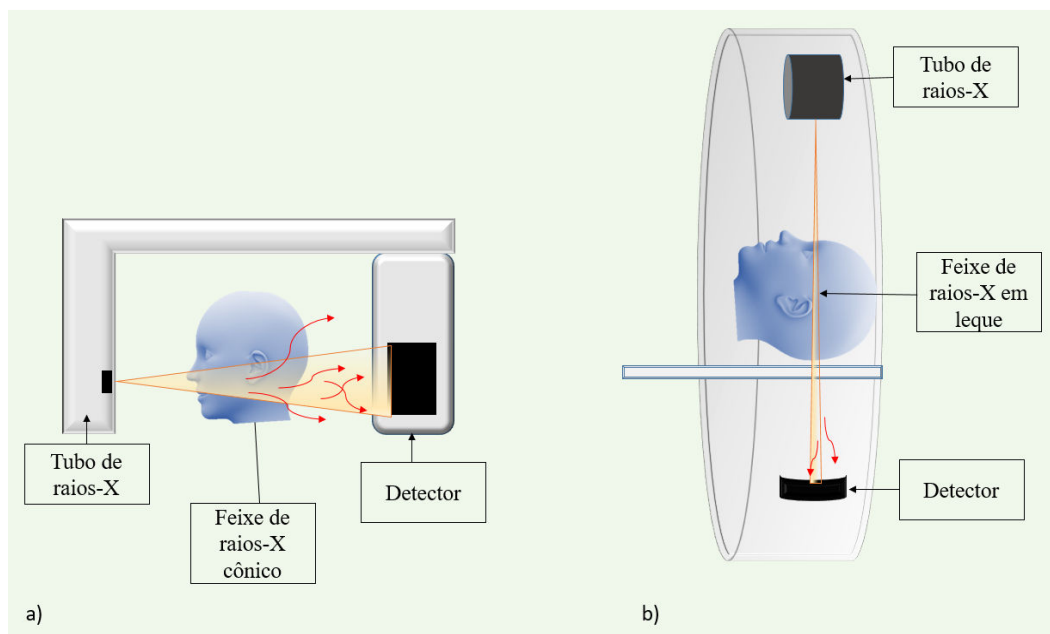 Tubo de
raios-X
Feixe de
raios-X
cônico
Detector
a)
Tubo de
raios-X
Feixe de
raios-X em
leque
Detector
b)